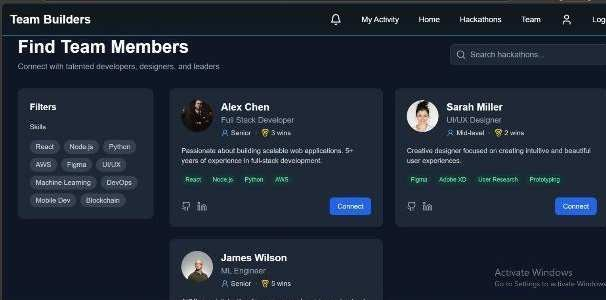 Team Builders
My Activity
Home
Hackathons
Team
Find Team Members
Connect with talented developers, designers, and leaders
Search hackathons...
Filters
Skills
React Node.js Python
AWS Figma UI/UX
Machine Learning DevOps
Mobile Dev Blockchain
Alex Chen
Full Stack Developer
Senior · 3 wins
Passionate about building scalable web applications. 5+
years of experience in full-stack development.
React Node.js Python AWS
Connect
Sarah Miller
UI/UX Designer
Mid-level · 2 wins
Creative designer focused on creating intuitive and beautiful
user experiences.
Figma Adobe XD User Research Prototyping
Connect
James Wilson
ML Engineer
Senior · 5 wins
Activate Windows
Go to Settings to activate Windows